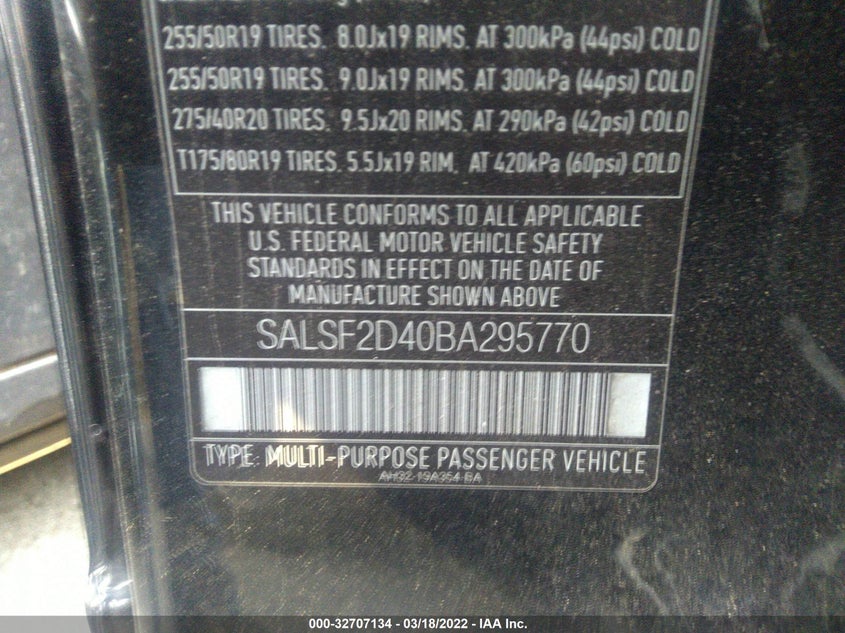 255/50R19 TIRES. 8.0Jx19 RIMS. AT 300kPa (44psi) COLD
255/50R19 TIRES. 9.0Jx19 RIMS. AT 300kPa (44psi) COLD
275/40R20 TIRES. 9.5Jx20 RIMS. AT 290kPa (42psi) COLD
T175/80R19 TIRES. 5.5Jx19 RIM. AT 420kPa (60psi) COLD
THIS VEHICLE CONFORMS TO ALL APPLICABLE
U.S. FEDERAL MOTOR VEHICLE SAFETY
STANDARDS IN EFFECT ON THE DATE OF
MANUFACTURE SHOWN ABOVE
SALSF2D40BA295770
TYPE: MULTI-PURPOSE PASSENGER VEHICLE
AH32-19A354-BA
000-32707134 - 03/18/2022 - IAA Inc.